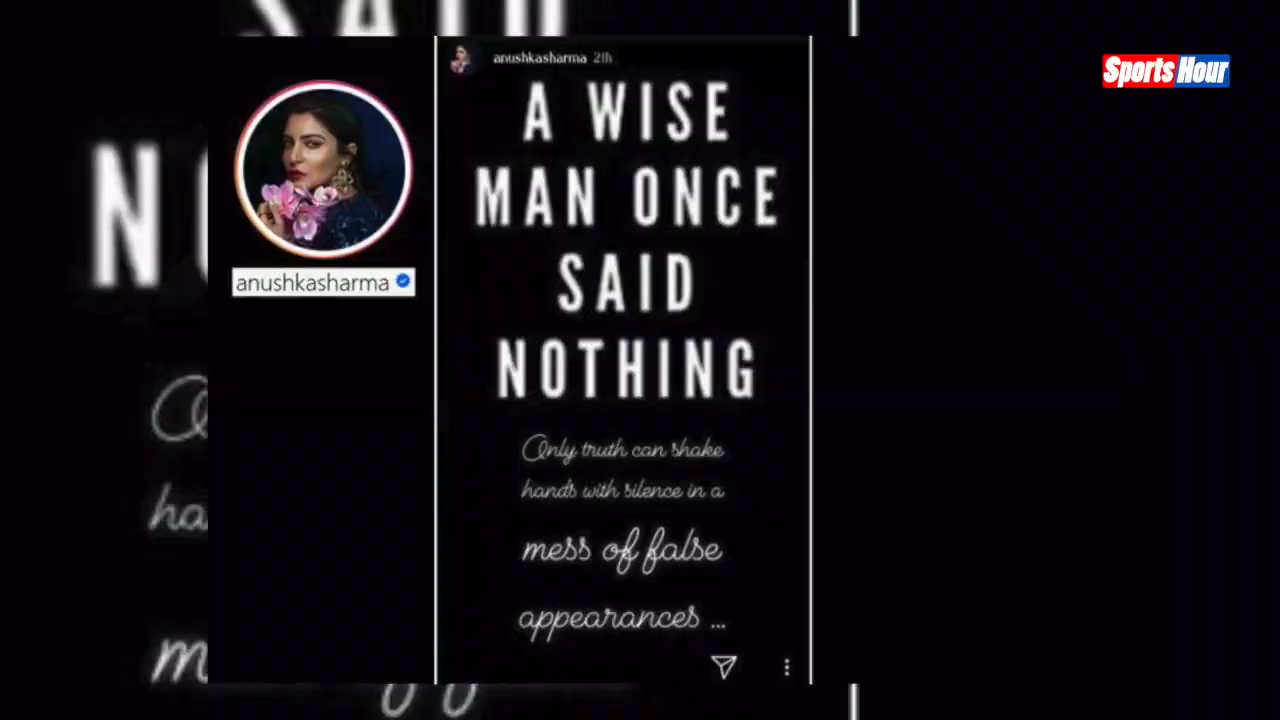 Sports Hour
anushkasharma 21h
A WISE
MAN ONCE
SAID
NOTHING
Only truth can shake
hands with silence in a
mess of false
appearances ...
anushkasharma